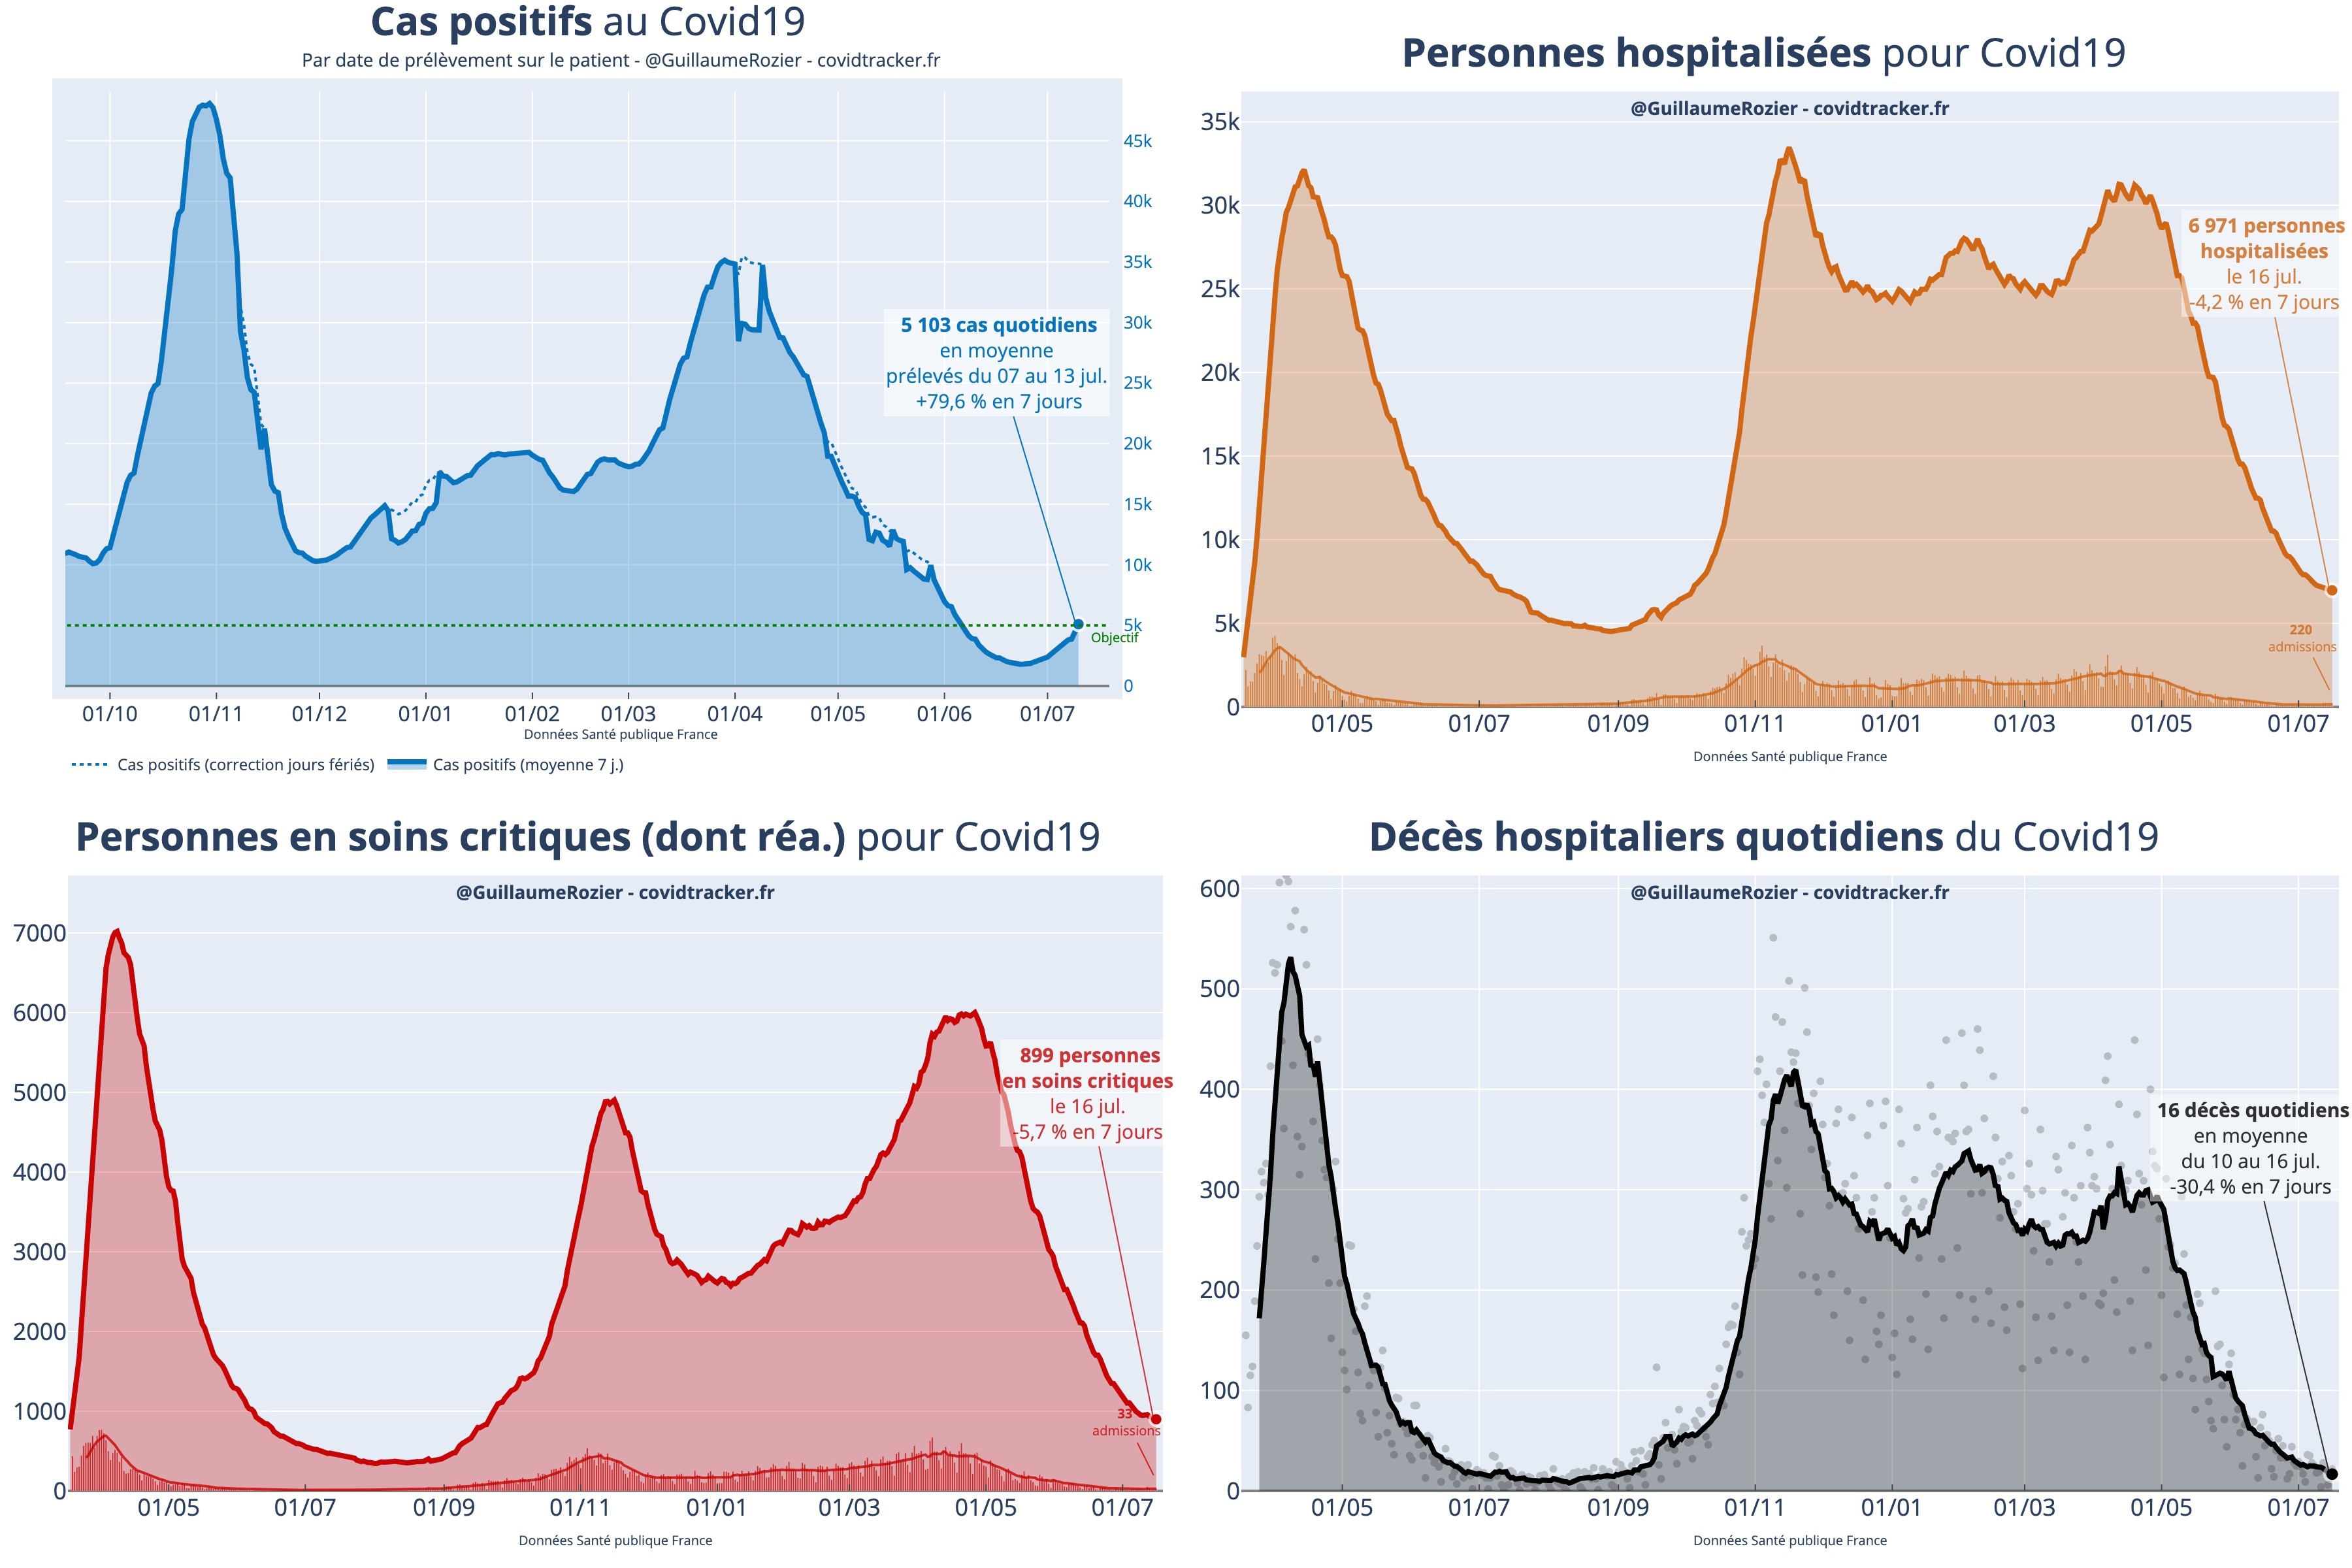 Cas positifs au Covid19
Par date de prélèvement sur le patient - @GuillaumeRozier - covidtracker.fr
45k
40k
35k
30k
25k
20k
15k
10k
5k
0
5 103 cas quotidiens
en moyenne
prélevés du 07 au 13 jul.
+79,6 % en 7 jours
Objectif
01/10 01/11 01/12 01/01 01/02 01/03 01/04 01/05 01/06 01/07
Données Santé publique France
Cas positifs (correction jours fériés) Cas positifs (moyenne 7 j.)
Personnes hospitalisées pour Covid19
@GuillaumeRozier - covidtracker.fr
35k
30k
25k
20k
15k
10k
5k
0
6 971 personnes
hospitalisées
le 16 jul.
-4,2 % en 7 jours
220
admissions
01/05 01/07 01/09 01/11 01/01 01/03 01/05 01/07
Données Santé publique France
Personnes en soins critiques (dont réa.) pour Covid19
@GuillaumeRozier - covidtracker.fr
7000
6000
5000
4000
3000
2000
1000
0
899 personnes
en soins critiques
le 16 jul.
-5,7 % en 7 jours
33
admissions
01/05 01/07 01/09 01/11 01/01 01/03 01/05 01/07
Données Santé publique France
Décès hospitaliers quotidiens du Covid19
@GuillaumeRozier - covidtracker.fr
600
500
400
300
200
100
0
16 décès quotidiens
en moyenne
du 10 au 16 jul.
-30,4 % en 7 jours
01/05 01/07 01/09 01/11 01/01 01/03 01/05 01/07
Données Santé publique France